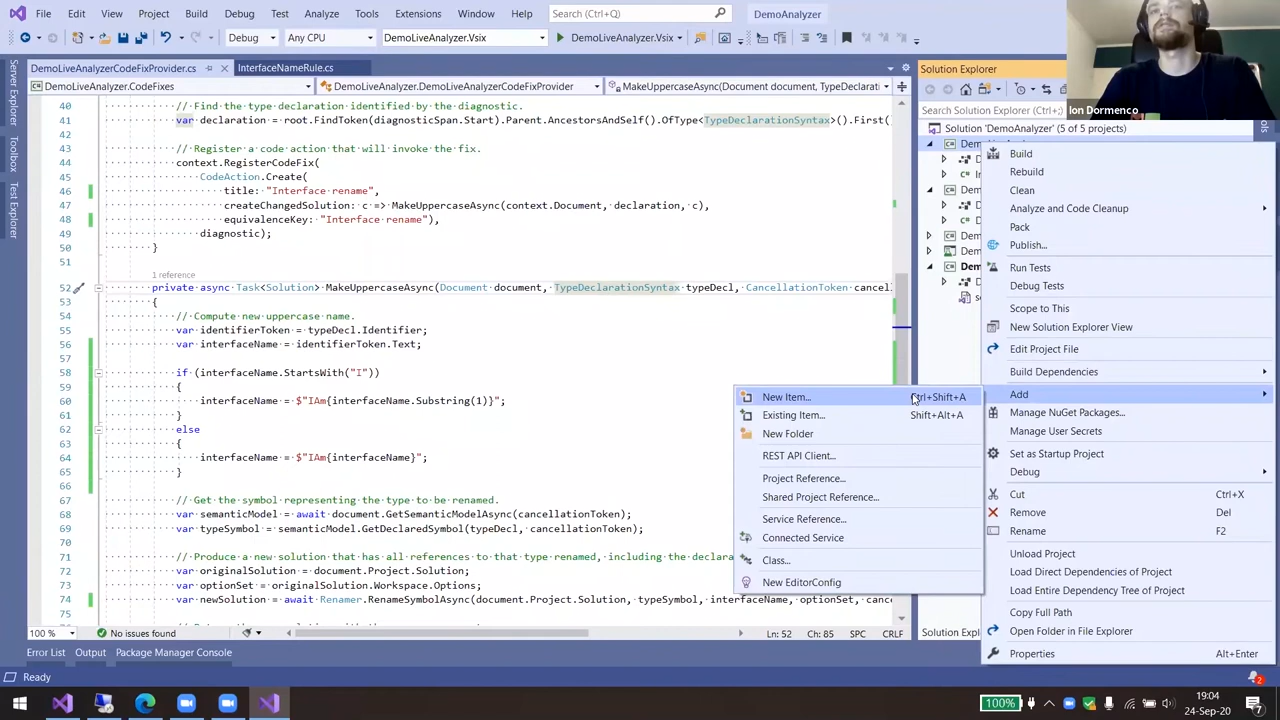 File Edit View Project Build Debug Test Analyze Tools Extensions Window Help Search (Ctrl+Q) DemoAnalyzer
Debug Any CPU DemoLiveAnalyzer.Vsix DemoLiveAnalyzer.Vsix
Ion Dormenco
DemoLiveAnalyzerCodeFixProvider.cs InterfaceNameRule.cs
DemoLiveAnalyzer.CodeFixes DemoLiveAnalyzer.DemoLiveAnalyzerCodeFixProvider MakeUppercaseAsync(Document document, TypeDeclarati
Server Explorer
Toolbox
Test Explorer
40 // Find the type declaration identified by the diagnostic.
41 var declaration = root.FindToken(diagnosticSpan.Start).Parent.AncestorsAndSelf().OfType<TypeDeclarationSyntax>().First()
42
43 // Register a code action that will invoke the fix.
44 context.RegisterCodeFix(
45 CodeAction.Create(
46 title: "Interface rename",
47 createChangedSolution: c => MakeUppercaseAsync(context.Document, declaration, c),
48 equivalenceKey: "Interface rename"),
49 diagnostic);
50 }
51
1 reference
52 private async Task<Solution> MakeUppercaseAsync(Document document, TypeDeclarationSyntax typeDecl, CancellationToken cancel
53 {
54 // Compute new uppercase name.
55 var identifierToken = typeDecl.Identifier;
56 var interfaceName = identifierToken.Text;
57
58 if (interfaceName.StartsWith("I"))
59 {
60 interfaceName = $"IAm{interfaceName.Substring(1)}";
61 }
62 else
63 {
64 interfaceName = $"IAm{interfaceName}";
65 }
66
67 // Get the symbol representing the type to be renamed.
68 var semanticModel = await document.GetSemanticModelAsync(cancellationToken);
69 var typeSymbol = semanticModel.GetDeclaredSymbol(typeDecl, cancellationToken);
70
71 // Produce a new solution that has all references to that type renamed, including the declara
72 var originalSolution = document.Project.Solution;
73 var optionSet = originalSolution.Workspace.Options;
74 var newSolution = await Renamer.RenameSymbolAsync(document.Project.Solution, typeSymbol, interfaceName, optionSet, cance
75
100 % No issues found Ln: 52 Ch: 85 SPC CRLF
Error List Output Package Manager Console
Ready 2
Solution Explorer
Search Solution Explorer (Ctrl+;)
Solution 'DemoAnalyzer' (5 of 5 projects)
Solution Expl
Build
Rebuild
Clean
Analyze and Code Cleanup
Pack
Publish...
Run Tests
Debug Tests
Scope to This
New Solution Explorer View
Edit Project File
Build Dependencies
Add
Manage NuGet Packages...
Manage User Secrets
Set as Startup Project
Debug
Cut Ctrl+X
Remove Del
Rename F2
Unload Project
Load Direct Dependencies of Project
Load Entire Dependency Tree of Project
Copy Full Path
Open Folder in File Explorer
Properties Alt+Enter
New Item... Ctrl+Shift+A
Existing Item... Shift+Alt+A
New Folder
REST API Client...
Project Reference...
Shared Project Reference...
Service Reference...
Connected Service
Class...
New EditorConfig
100% 19:04
24-Sep-20